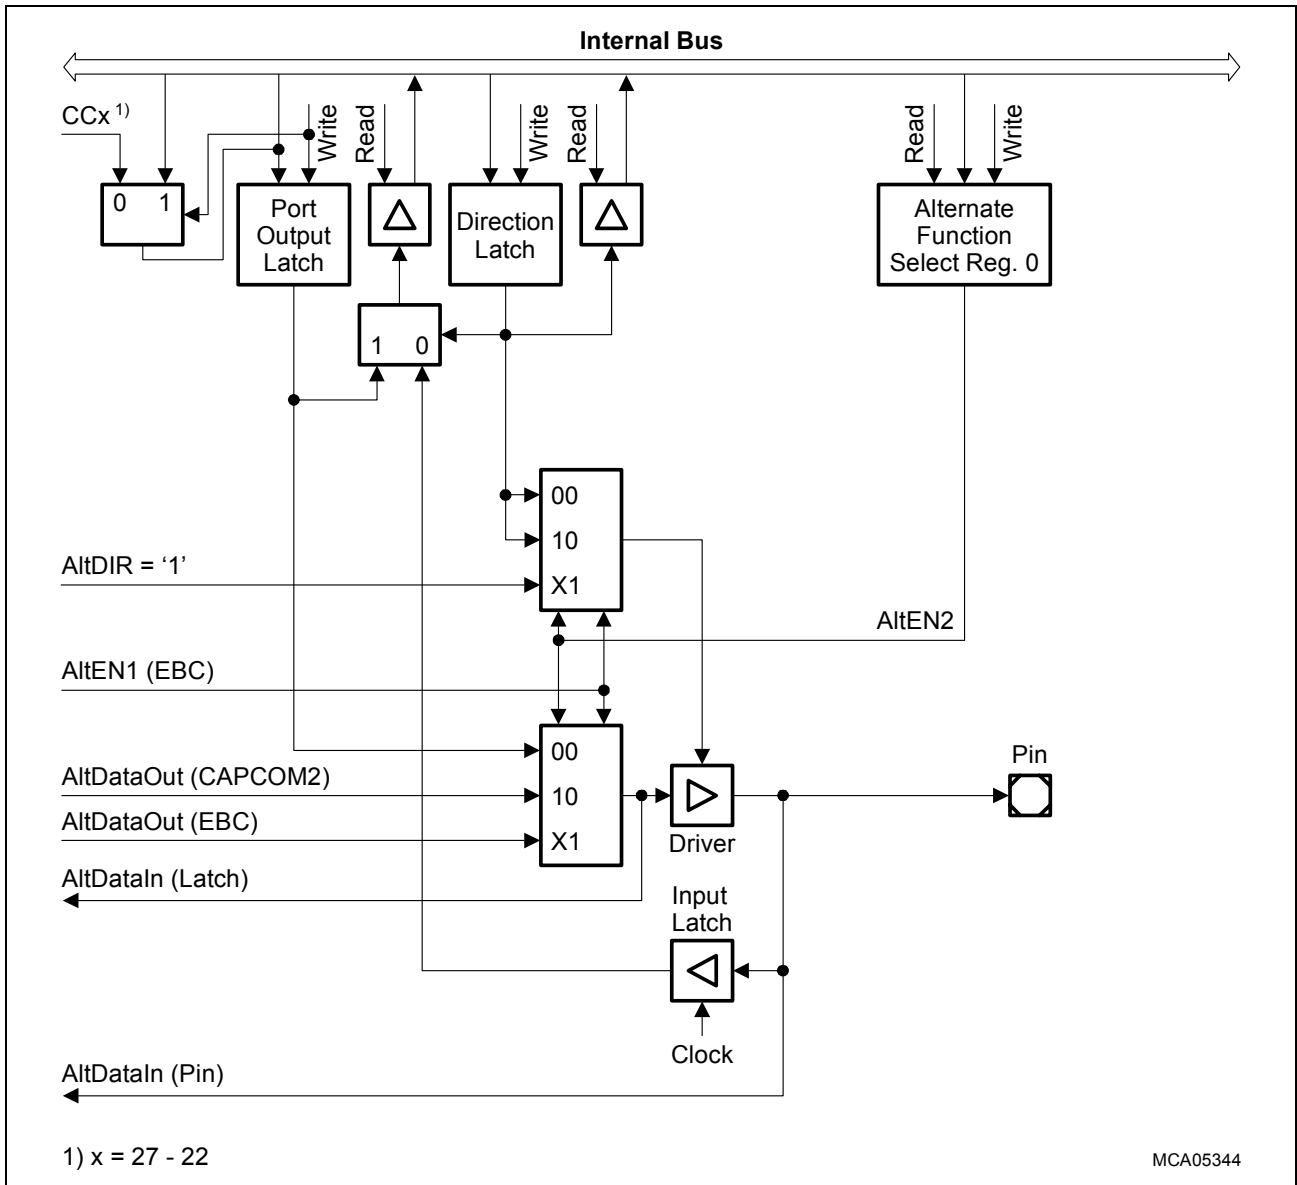 Internal Bus
CCx 1)
Write
Read
Write
Read
Read
Write
0 1
Port
Output
Latch
Direction
Latch
Alternate
Function
Select Reg. 0
1 0
00
10
X1
AltDIR = ‘1’
AltEN2
AltEN1 (EBC)
00
10
X1
AltDataOut (CAPCOM2)
AltDataOut (EBC)
Driver
Pin
AltDataIn (Latch)
Input
Latch
Clock
AltDataIn (Pin)
1) x = 27 - 22
MCA05344